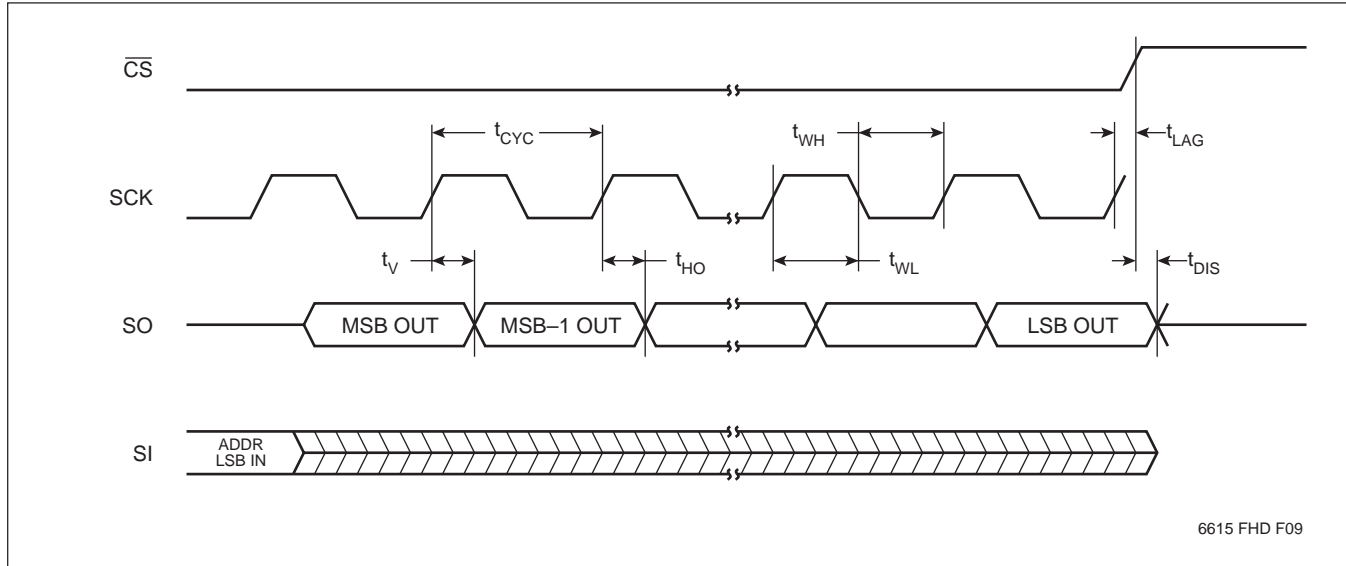 CS
tCYC
tWH
tLAG
SCK
tV
tHO
tWL
tDIS
SO
MSB OUT
MSB–1 OUT
LSB OUT
SI
ADDR
LSB IN
6615 FHD F09